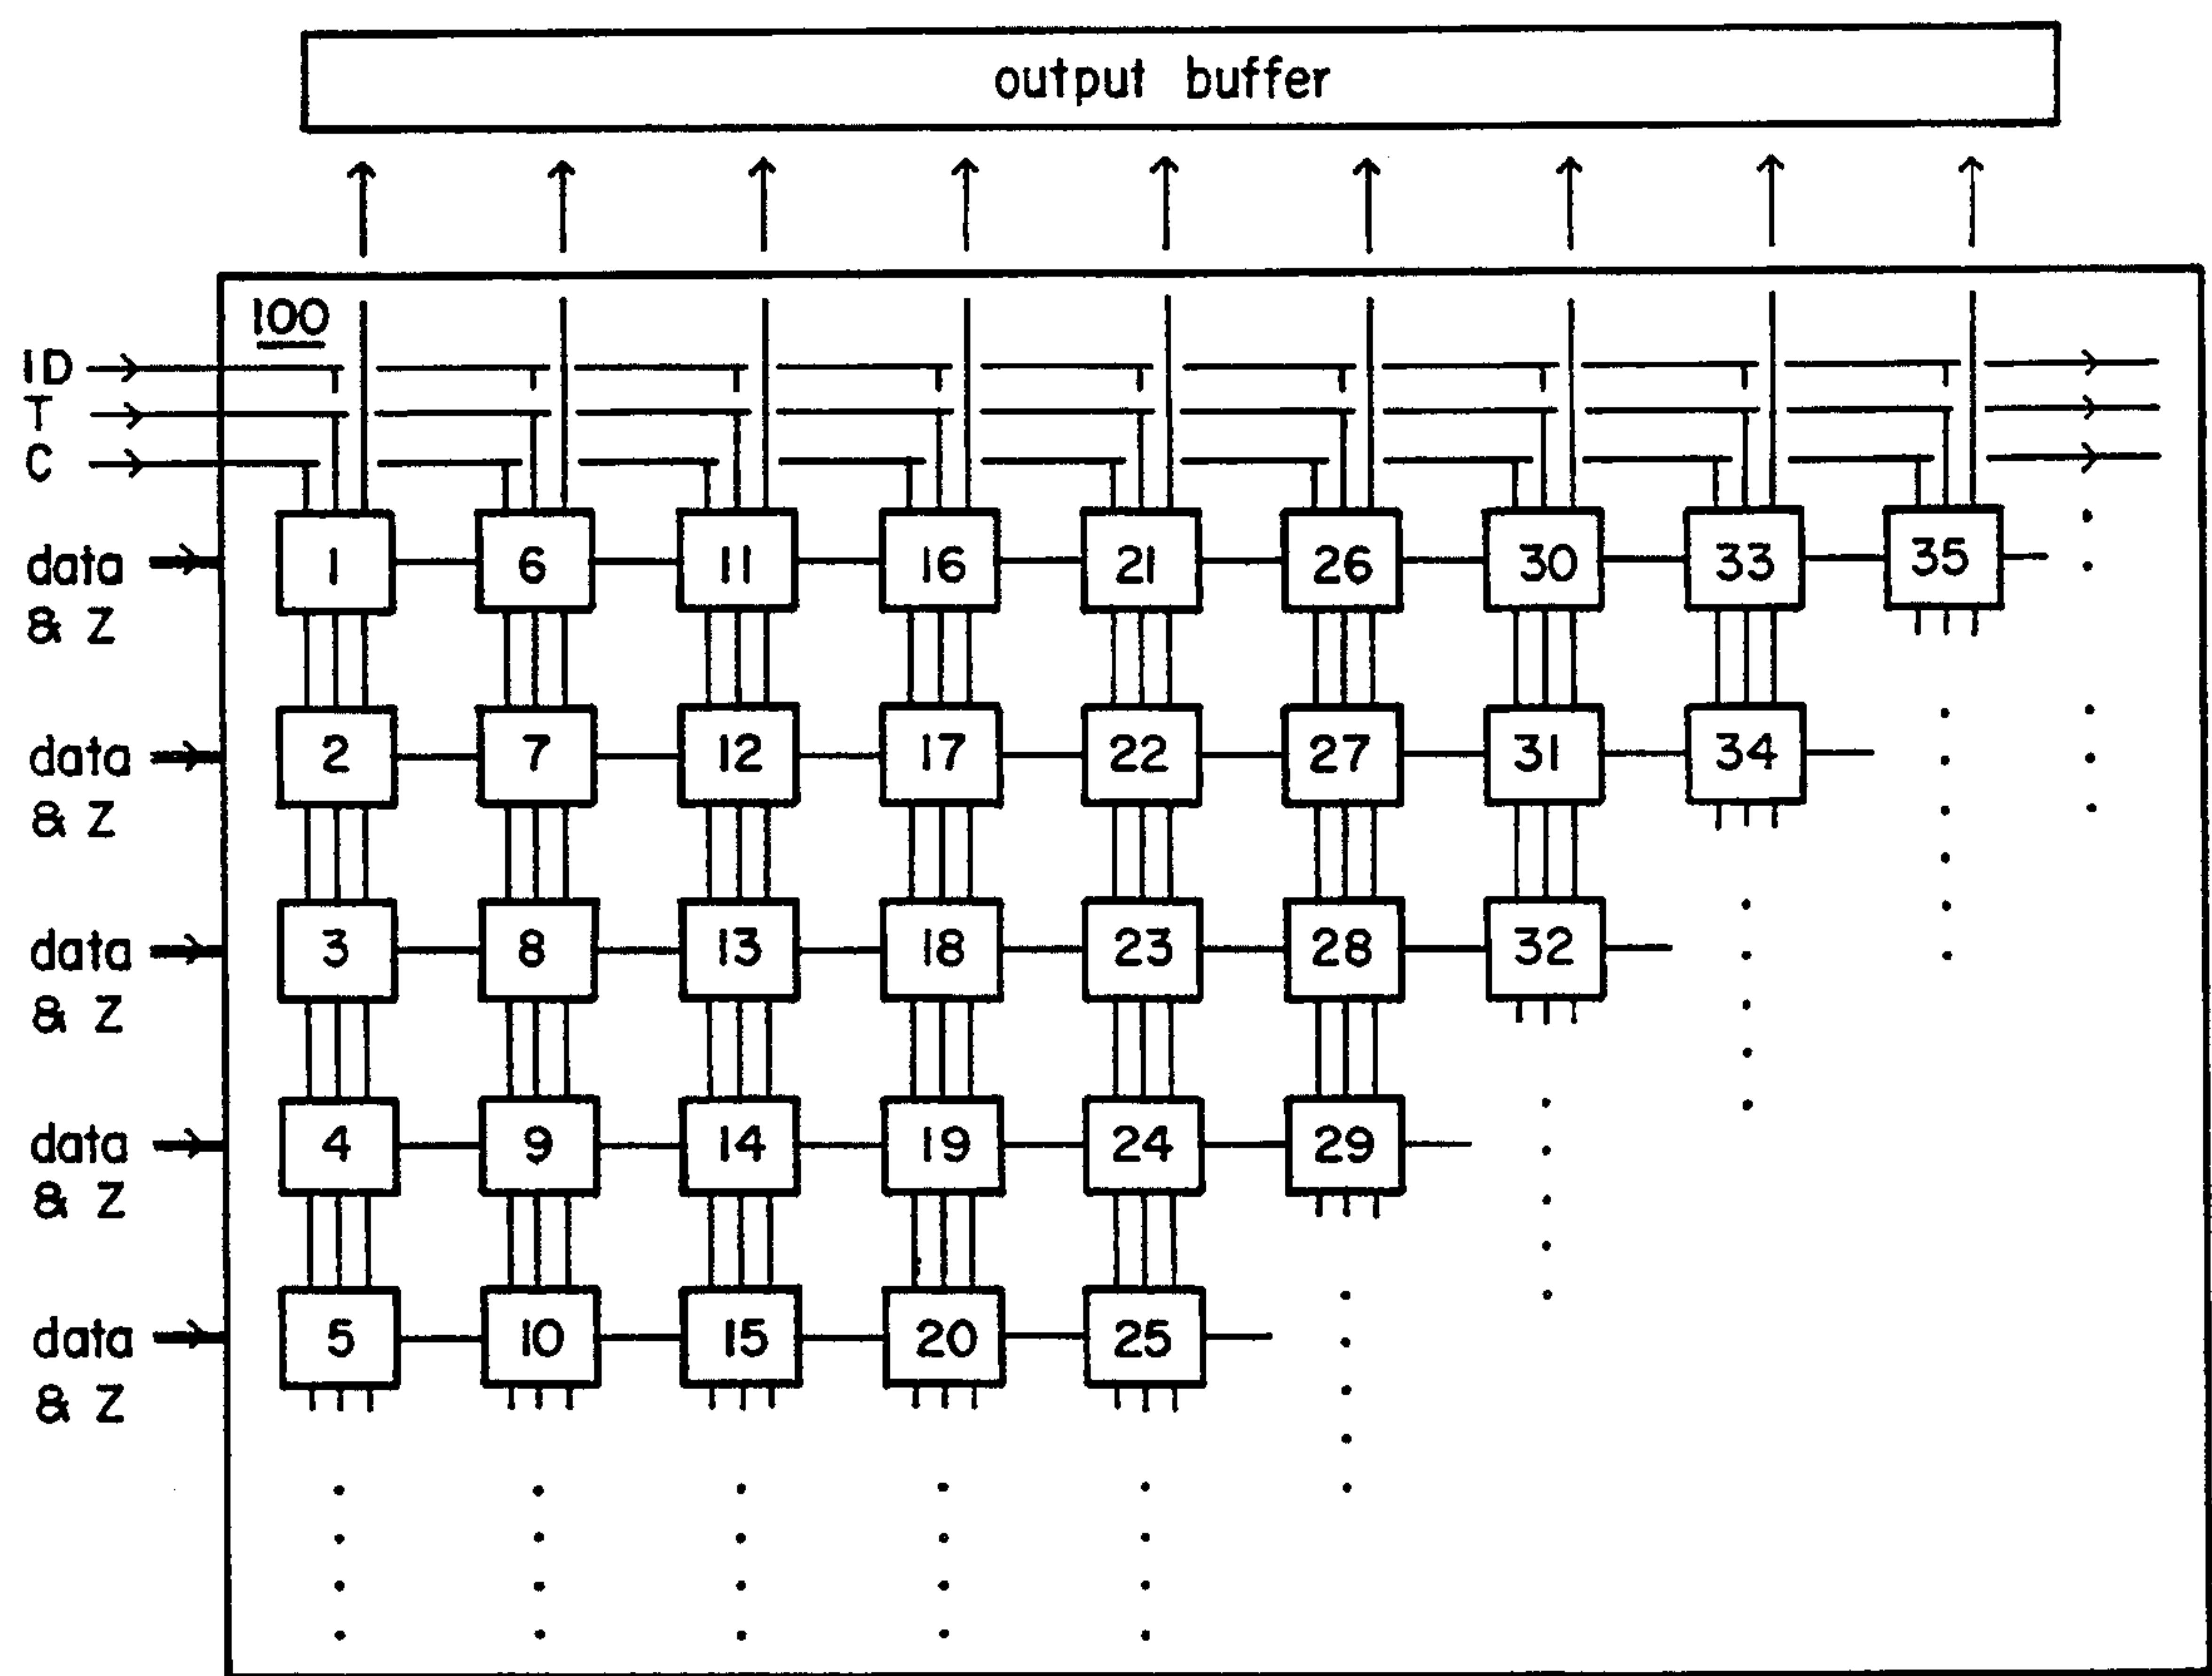 output buffer
100
ID
T
C
data
& Z
1 6 11 16 21 26 30 33 35
data
& Z
2 7 12 17 22 27 31 34
data
& Z
3 8 13 18 23 28 32
data
& Z
4 9 14 19 24 29
data
& Z
5 10 15 20 25